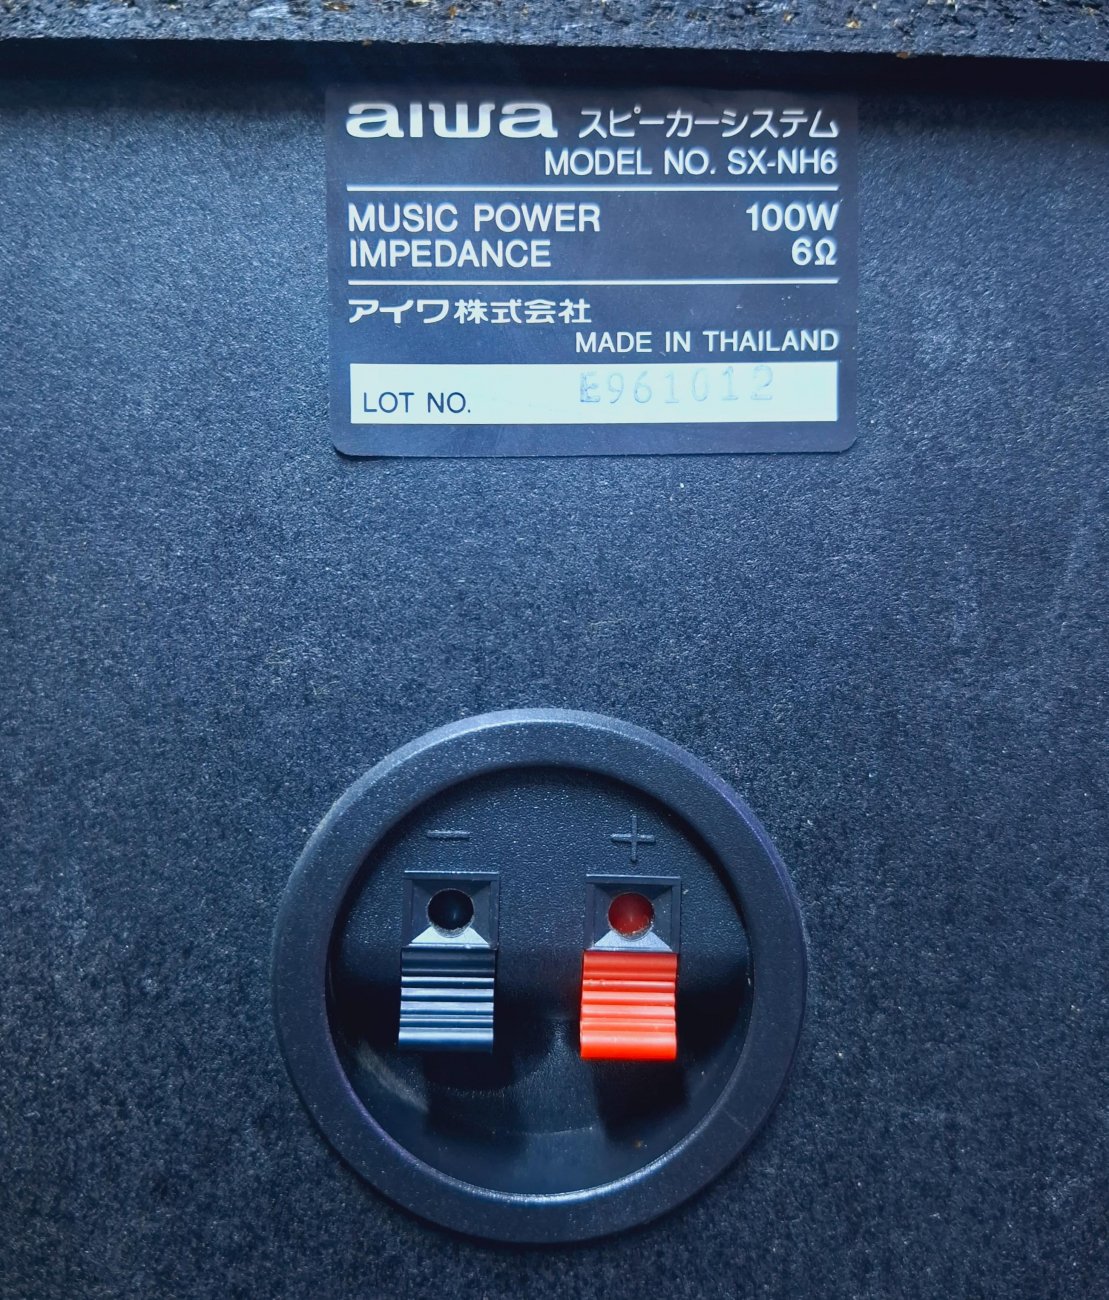 aiwa スピーカーシステム
MODEL NO. SX-NH6
MUSIC POWER 100W
IMPEDANCE 6Ω
アイワ株式会社
MADE IN THAILAND
LOT NO. E961012
− +